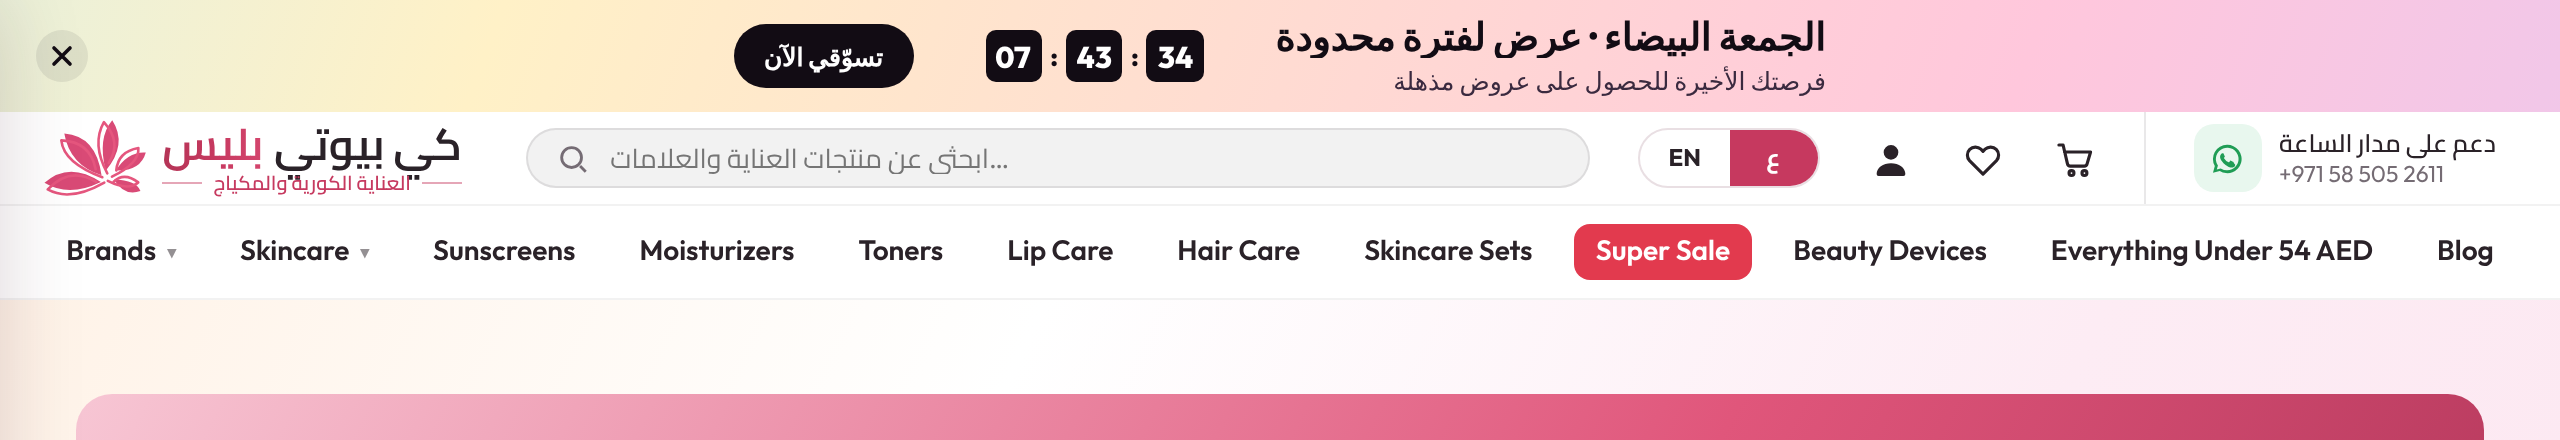 الجمعة البيضاء • عرض لفترة محدودة
فرصتك الأخيرة للحصول على عروض مذهلة
07 : 43 : 34
تسوّقي الآن
كي بيوتي بليس
العناية الكورية والمكياج
ابحثي عن منتجات العناية والعلامات...
EN
ع
دعم على مدار الساعة
+971 58 505 2611
Brands ▾ Skincare ▾ Sunscreens Moisturizers Toners Lip Care Hair Care Skincare Sets Super Sale Beauty Devices Everything Under 54 AED Blog